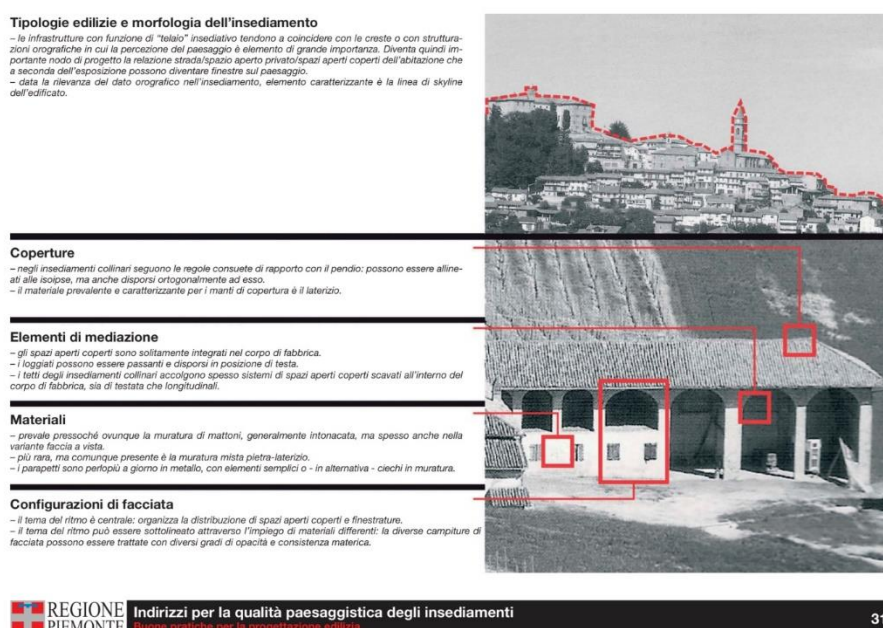 Tipologie edilizie e morfologia dell'insediamento
– le infrastrutture con funzione di "telaio" insediativo tendono a coincidere con le creste o con struttura-
zioni orografiche in cui la percezione del paesaggio è elemento di grande importanza. Diventa quindi im-
portante nodo di progetto la relazione strada/spazio aperto privato/spazi aperti coperti dell'abitazione che
a seconda dell'esposizione possono diventare finestre sul paesaggio.
– data la rilevanza del dato orografico nell'insediamento, elemento caratterizzante è la linea di skyline
dell'edificato.
Coperture
– negli insediamenti collinari seguono le regole consuete di rapporto con il pendio: possono essere alline-
ati alle isoipse, ma anche disporsi ortogonalmente ad esso.
– il materiale prevalente e caratterizzante per i manti di copertura è il laterizio.
Elementi di mediazione
– gli spazi aperti coperti sono solitamente integrati nel corpo di fabbrica.
– i loggiati possono essere passanti e disporsi in posizione di testa.
– i tetti degli insediamenti collinari accolgono spesso sistemi di spazi aperti coperti scavati all'interno del
corpo di fabbrica, sia di testata che longitudinali.
Materiali
– prevale pressoché ovunque la muratura di mattoni, generalmente intonacata, ma spesso anche nella
variante faccia a vista.
– più rara, ma comunque presente è la muratura mista pietra-laterizio.
– i parapetti sono perlopiù a giorno in metallo, con elementi semplici o - in alternativa - ciechi in muratura.
Configurazioni di facciata
– il tema del ritmo è centrale: organizza la distribuzione di spazi aperti coperti e finestrature.
– il tema del ritmo può essere sottolineato attraverso l'impiego di materiali differenti: la diverse campiture di
facciata possono essere trattate con diversi gradi di opacità e consistenza materica.
REGIONE
PIEMONTE
Indirizzi per la qualità paesaggistica degli insediamenti
Buone pratiche per la progettazione edilizia
31